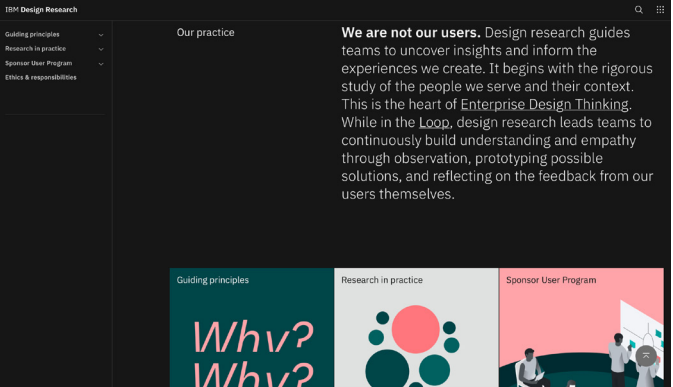 IBM Design Research
Guiding principles
Research in practice
Sponsor User Program
Ethics & responsibilities
Our practice
We are not our users. Design research guides
teams to uncover insights and inform the
experiences we create. It begins with the rigorous
study of the people we serve and their context.
This is the heart of Enterprise Design Thinking.
While in the Loop, design research leads teams to
continuously build understanding and empathy
through observation, prototyping possible
solutions, and reflecting on the feedback from our
users themselves.
Guiding principles
Why?
Why?
Research in practice
Sponsor User Program